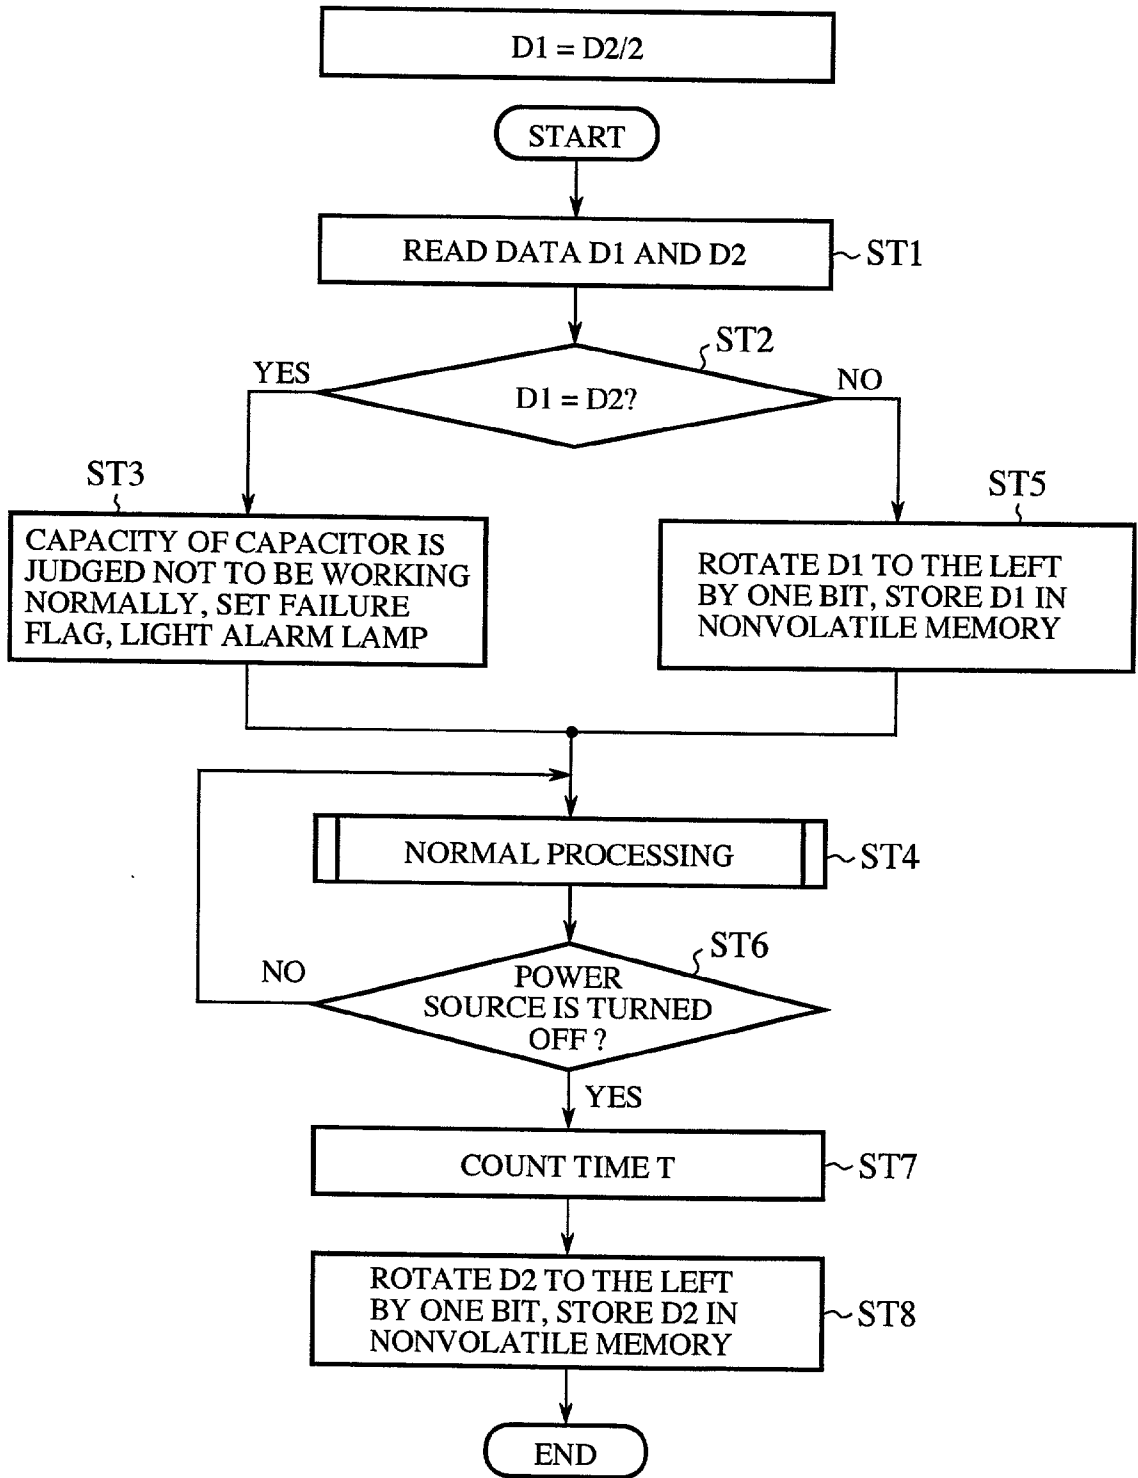 D1 = D2/2
START
READ DATA D1 AND D2
ST1
ST2
YES
NO
D1 = D2?
ST3
ST5
CAPACITY OF CAPACITOR IS
JUDGED NOT TO BE WORKING
NORMALLY, SET FAILURE
FLAG, LIGHT ALARM LAMP
ROTATE D1 TO THE LEFT
BY ONE BIT, STORE D1 IN
NONVOLATILE MEMORY
NORMAL PROCESSING
ST4
ST6
NO
POWER
SOURCE IS TURNED
OFF ?
YES
COUNT TIME T
ST7
ROTATE D2 TO THE LEFT
BY ONE BIT, STORE D2 IN
NONVOLATILE MEMORY
ST8
END